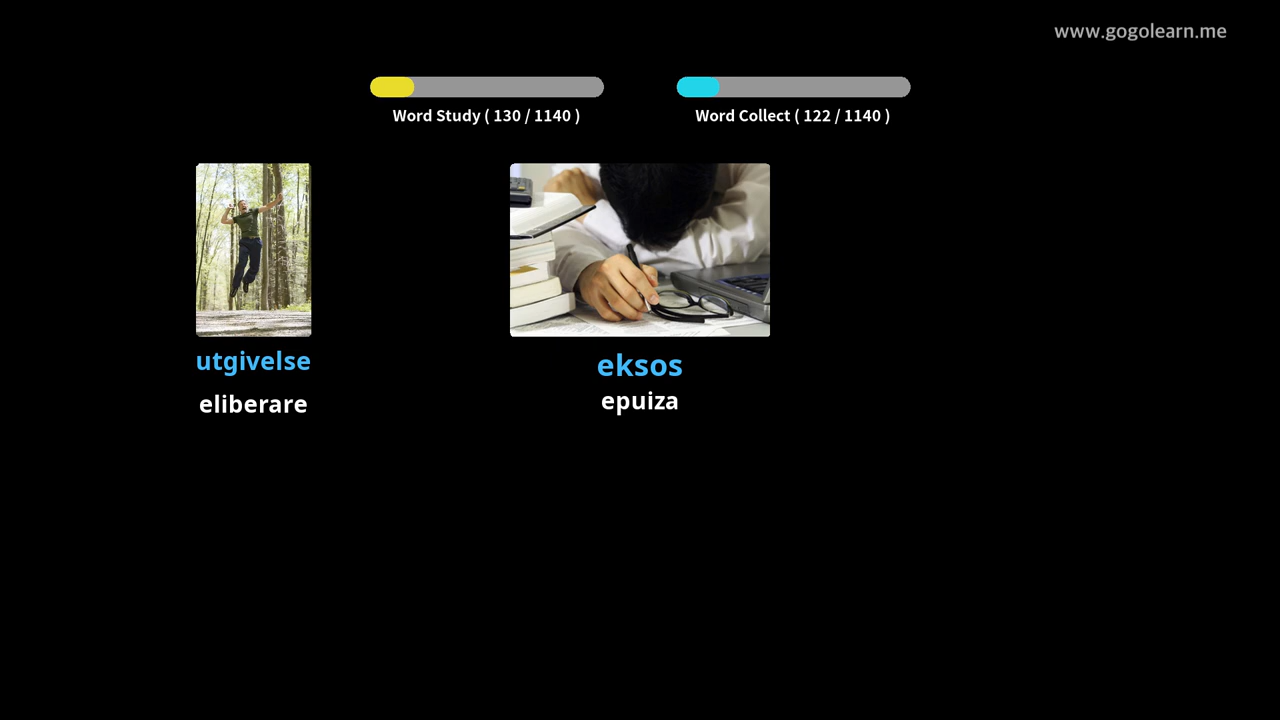 www.gogolearn.me
Word Study ( 130 / 1140 )
Word Collect ( 122 / 1140 )
utgivelse
eliberare
eksos
epuiza